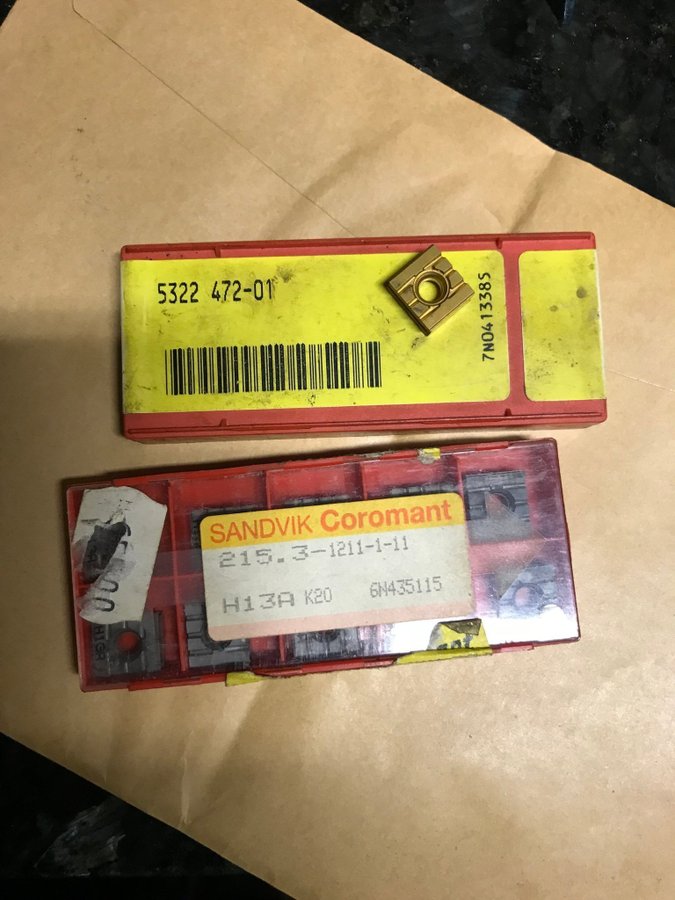 5322 472-01
7N0413385
SANDVIK Coromant
215.3-1211-1-11
H13A K20 6N435115